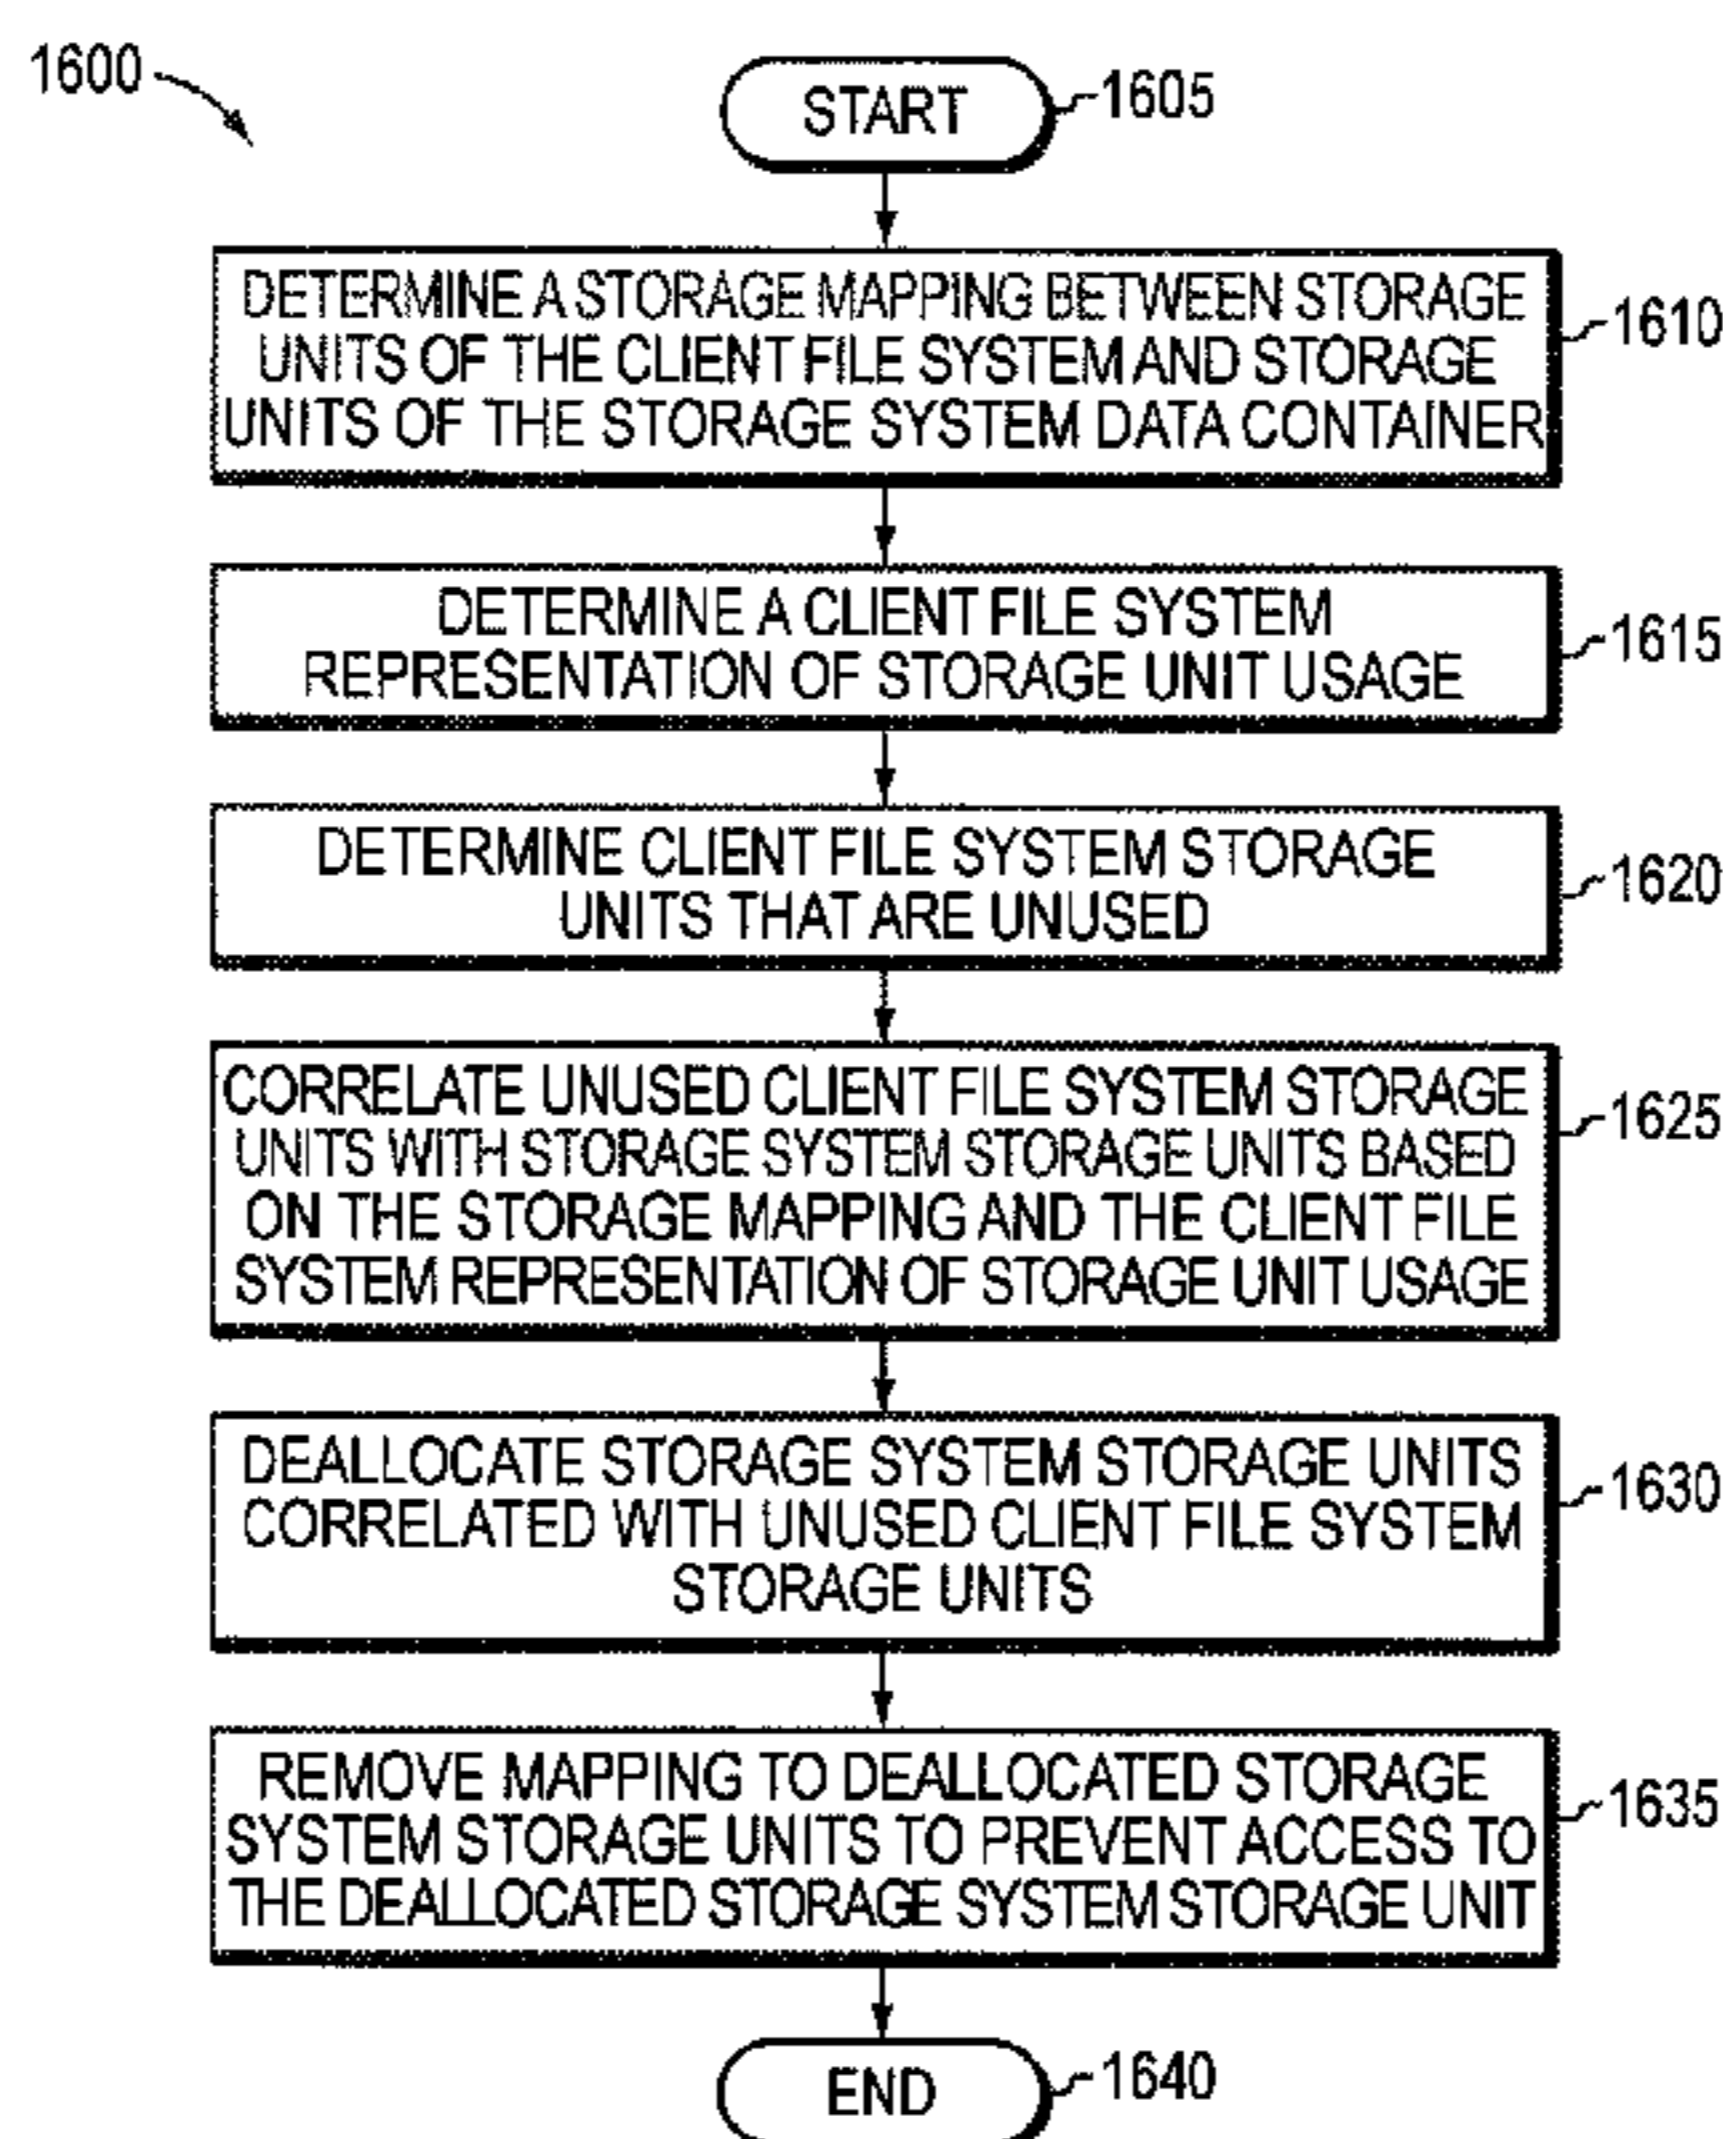 1600
START
1605
DETERMINE A STORAGE MAPPING BETWEEN STORAGE
UNITS OF THE CLIENT FILE SYSTEM AND STORAGE
UNITS OF THE STORAGE SYSTEM DATA CONTAINER
1610
DETERMINE A CLIENT FILE SYSTEM
REPRESENTATION OF STORAGE UNIT USAGE
1615
DETERMINE CLIENT FILE SYSTEM STORAGE
UNITS THAT ARE UNUSED
1620
CORRELATE UNUSED CLIENT FILE SYSTEM STORAGE
UNITS WITH STORAGE SYSTEM STORAGE UNITS BASED
ON THE STORAGE MAPPING AND THE CLIENT FILE
SYSTEM REPRESENTATION OF STORAGE UNIT USAGE
1625
DEALLOCATE STORAGE SYSTEM STORAGE UNITS
CORRELATED WITH UNUSED CLIENT FILE SYSTEM
STORAGE UNITS
1630
REMOVE MAPPING TO DEALLOCATED STORAGE
SYSTEM STORAGE UNITS TO PREVENT ACCESS TO
THE DEALLOCATED STORAGE SYSTEM STORAGE UNIT
1635
END
1640